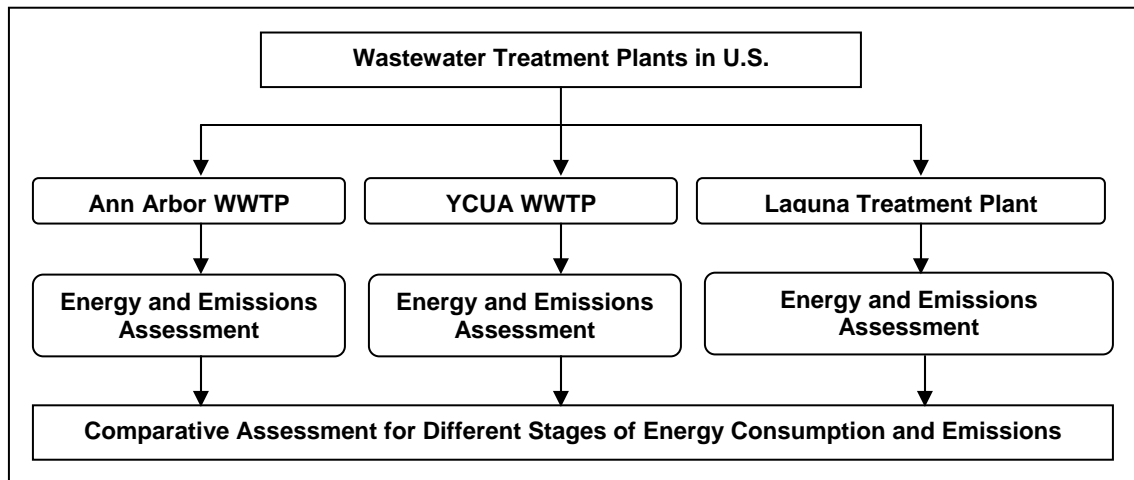 Wastewater Treatment Plants in U.S.
Ann Arbor WWTP
YCUA WWTP
Laguna Treatment Plant
Energy and Emissions
Assessment
Energy and Emissions
Assessment
Energy and Emissions
Assessment
Comparative Assessment for Different Stages of Energy Consumption and Emissions